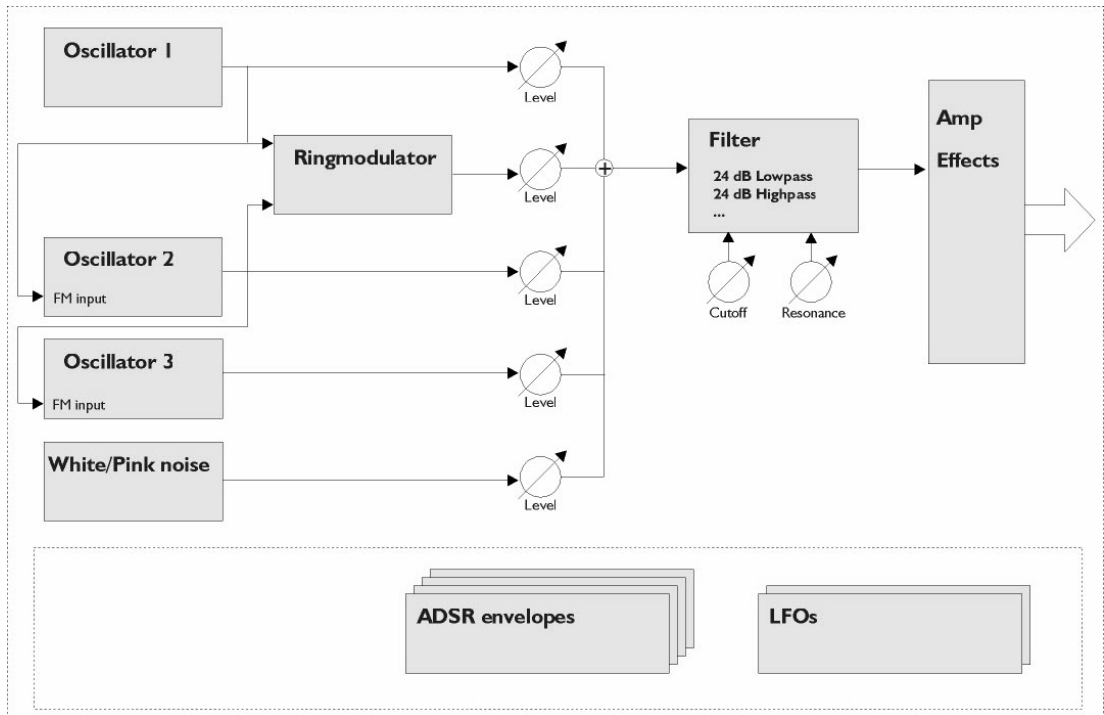 Oscillator 1
Level
Ringmodulator
Level
Oscillator 2
FM input
Level
Oscillator 3
FM input
Level
White/Pink noise
Level
+
Filter
24 dB Lowpass
24 dB Highpass
...
Cutoff
Resonance
Amp
Effects
ADSR envelopes
LFOs